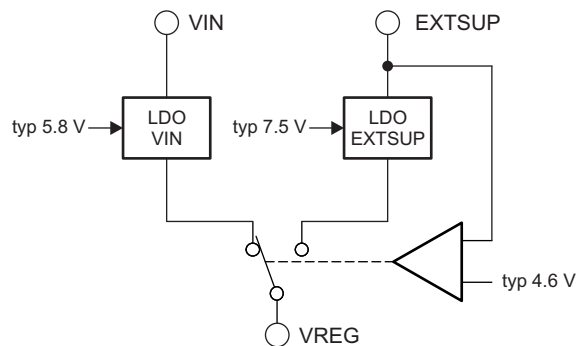 VIN
EXTSUP
typ 5.8 V
LDO
VIN
typ 7.5 V
LDO
EXTSUP
typ 4.6 V
VREG